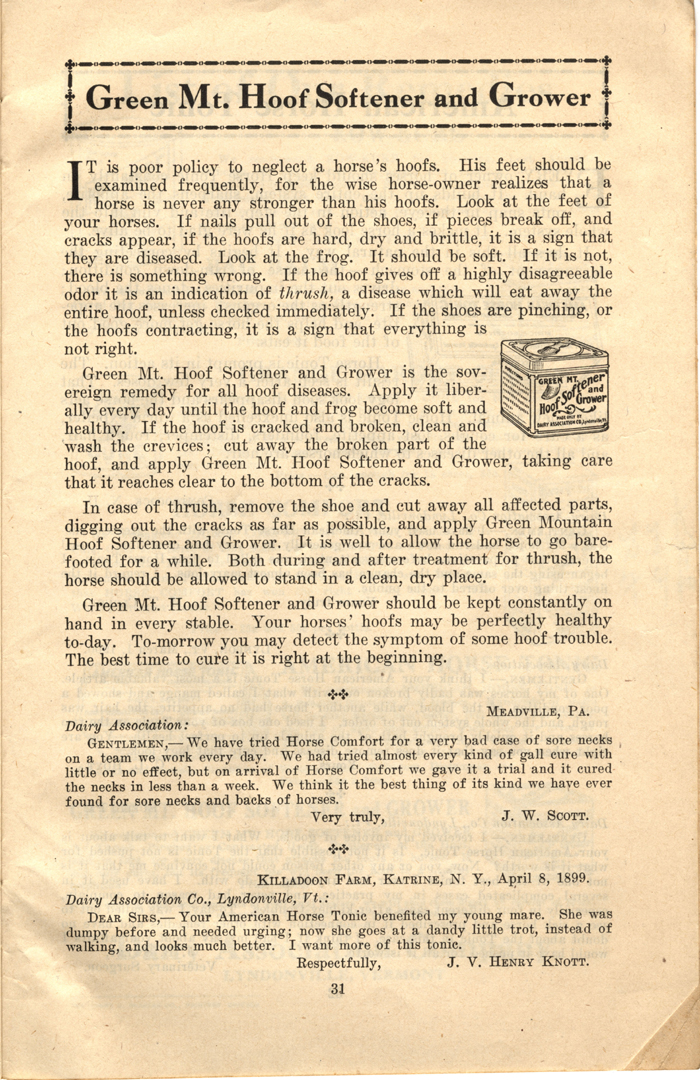 Green Mt. Hoof Softener and Grower
IT is poor policy to neglect a horse's hoofs. His feet should be
examined frequently, for the wise horse-owner realizes that a
horse is never any stronger than his hoofs. Look at the feet of
your horses. If nails pull out of the shoes, if pieces break off, and
cracks appear, if the hoofs are hard, dry and brittle, it is a sign that
they are diseased. Look at the frog. It should be soft. If it is not,
there is something wrong. If the hoof gives off a highly disagreeable
odor it is an indication of thrush, a disease which will eat away the
entire hoof, unless checked immediately. If the shoes are pinching, or
the hoofs contracting, it is a sign that everything is
not right.
Green Mt. Hoof Softener and Grower is the sov-
ereign remedy for all hoof diseases. Apply it liber-
ally every day until the hoof and frog become soft and
healthy. If the hoof is cracked and broken, clean and
wash the crevices; cut away the broken part of the
hoof, and apply Green Mt. Hoof Softener and Grower, taking care
that it reaches clear to the bottom of the cracks.
GREEN MT.
Hoof Softener
and
Grower
MADE ONLY BY
DAIRY ASSOCIATION CO.
In case of thrush, remove the shoe and cut away all affected parts,
digging out the cracks as far as possible, and apply Green Mountain
Hoof Softener and Grower. It is well to allow the horse to go bare-
footed for a while. Both during and after treatment for thrush, the
horse should be allowed to stand in a clean, dry place.
Green Mt. Hoof Softener and Grower should be kept constantly on
hand in every stable. Your horses' hoofs may be perfectly healthy
to-day. To-morrow you may detect the symptom of some hoof trouble.
The best time to cure it is right at the beginning.
MEADVILLE, PA.
Dairy Association:
GENTLEMEN,— We have tried Horse Comfort for a very bad case of sore necks
on a team we work every day. We had tried almost every kind of gall cure with
little or no effect, but on arrival of Horse Comfort we gave it a trial and it cured
the necks in less than a week. We think it the best thing of its kind we have ever
found for sore necks and backs of horses.
Very truly, J. W. SCOTT.
KILLADOON FARM, KATRINE, N. Y., April 8, 1899.
Dairy Association Co., Lyndonville, Vt.:
DEAR SIRS,— Your American Horse Tonic benefited my young mare. She was
dumpy before and needed urging; now she goes at a dandy little trot, instead of
walking, and looks much better. I want more of this tonic.
Respectfully, J. V. HENRY KNOTT.
31